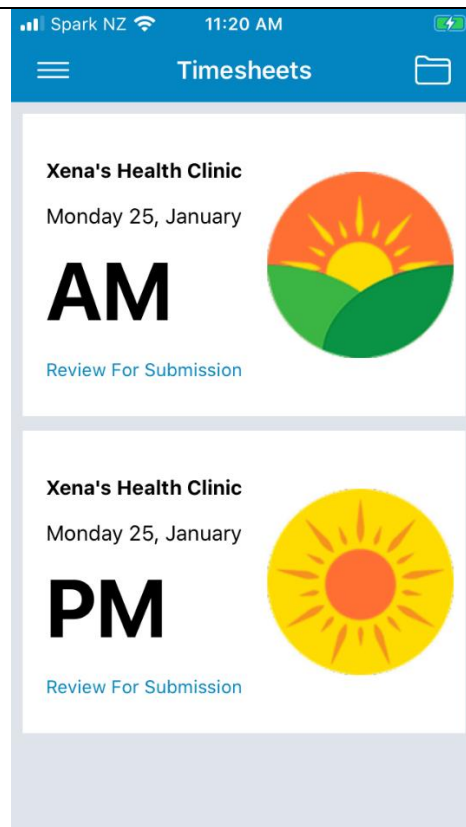 Spark NZ 11:20 AM
Timesheets
Xena's Health Clinic
Monday 25, January
AM
Review For Submission
Xena's Health Clinic
Monday 25, January
PM
Review For Submission